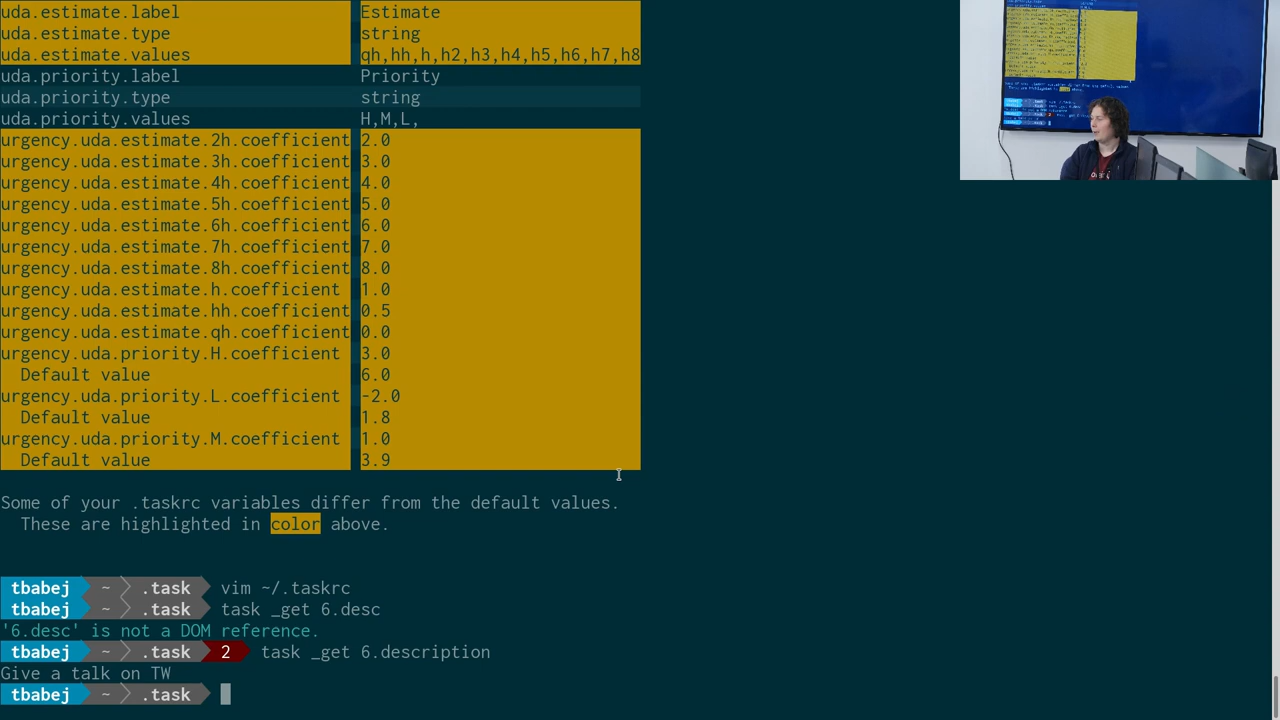 uda.estimate.label Estimate
uda.estimate.type string
uda.estimate.values qh,hh,h,h2,h3,h4,h5,h6,h7,h8
uda.priority.label Priority
uda.priority.type string
uda.priority.values H,M,L,
urgency.uda.estimate.2h.coefficient 2.0
urgency.uda.estimate.3h.coefficient 3.0
urgency.uda.estimate.4h.coefficient 4.0
urgency.uda.estimate.5h.coefficient 5.0
urgency.uda.estimate.6h.coefficient 6.0
urgency.uda.estimate.7h.coefficient 7.0
urgency.uda.estimate.8h.coefficient 8.0
urgency.uda.estimate.h.coefficient 1.0
urgency.uda.estimate.hh.coefficient 0.5
urgency.uda.estimate.qh.coefficient 0.0
urgency.uda.priority.H.coefficient 3.0
Default value 6.0
urgency.uda.priority.L.coefficient -2.0
Default value 1.8
urgency.uda.priority.M.coefficient 1.0
Default value 3.9
Some of your .taskrc variables differ from the default values.
These are highlighted in color above.
tbabej ~ .task vim ~/.taskrc
tbabej ~ .task task _get 6.desc
'6.desc' is not a DOM reference.
tbabej ~ .task 2 task _get 6.description
Give a talk on TW
tbabej ~ .task